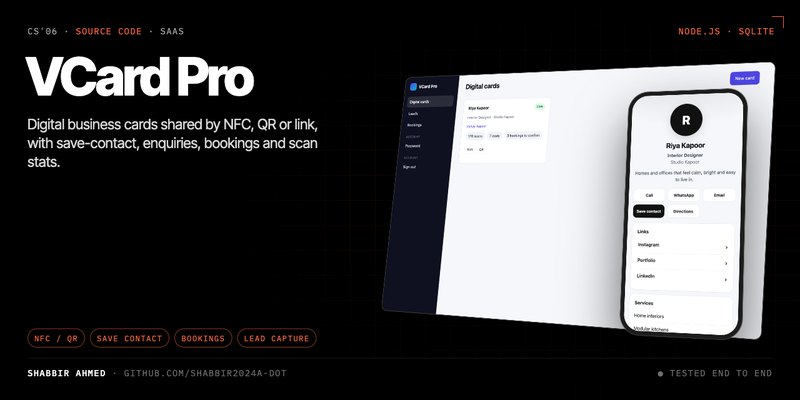 CS'06 · SOURCE CODE · SAAS
NODE.JS · SQLITE
VCard Pro
Digital business cards shared by NFC, QR or link,
with save-contact, enquiries, bookings and scan
stats.
VCard Pro
Digital cards
Leads
Bookings
ACCOUNT
Password
Sign out
Digital cards
New card
Riya Kapoor
Live
Interior Designer · Studio Kapoor
3 bookings to confirm
Edit
QR
R
Riya Kapoor
Interior Designer
Studio Kapoor
Homes and offices that feel calm, bright and easy
to live in.
Call
WhatsApp
Email
Save contact
Directions
Links
Instagram
Portfolio
LinkedIn
Services
Home interiors
Modular kitchens
NFC / QR
SAVE CONTACT
BOOKINGS
LEAD CAPTURE
SHABBIR AHMED · GITHUB.COM/SHABBIR2024A-DOT
TESTED END TO END